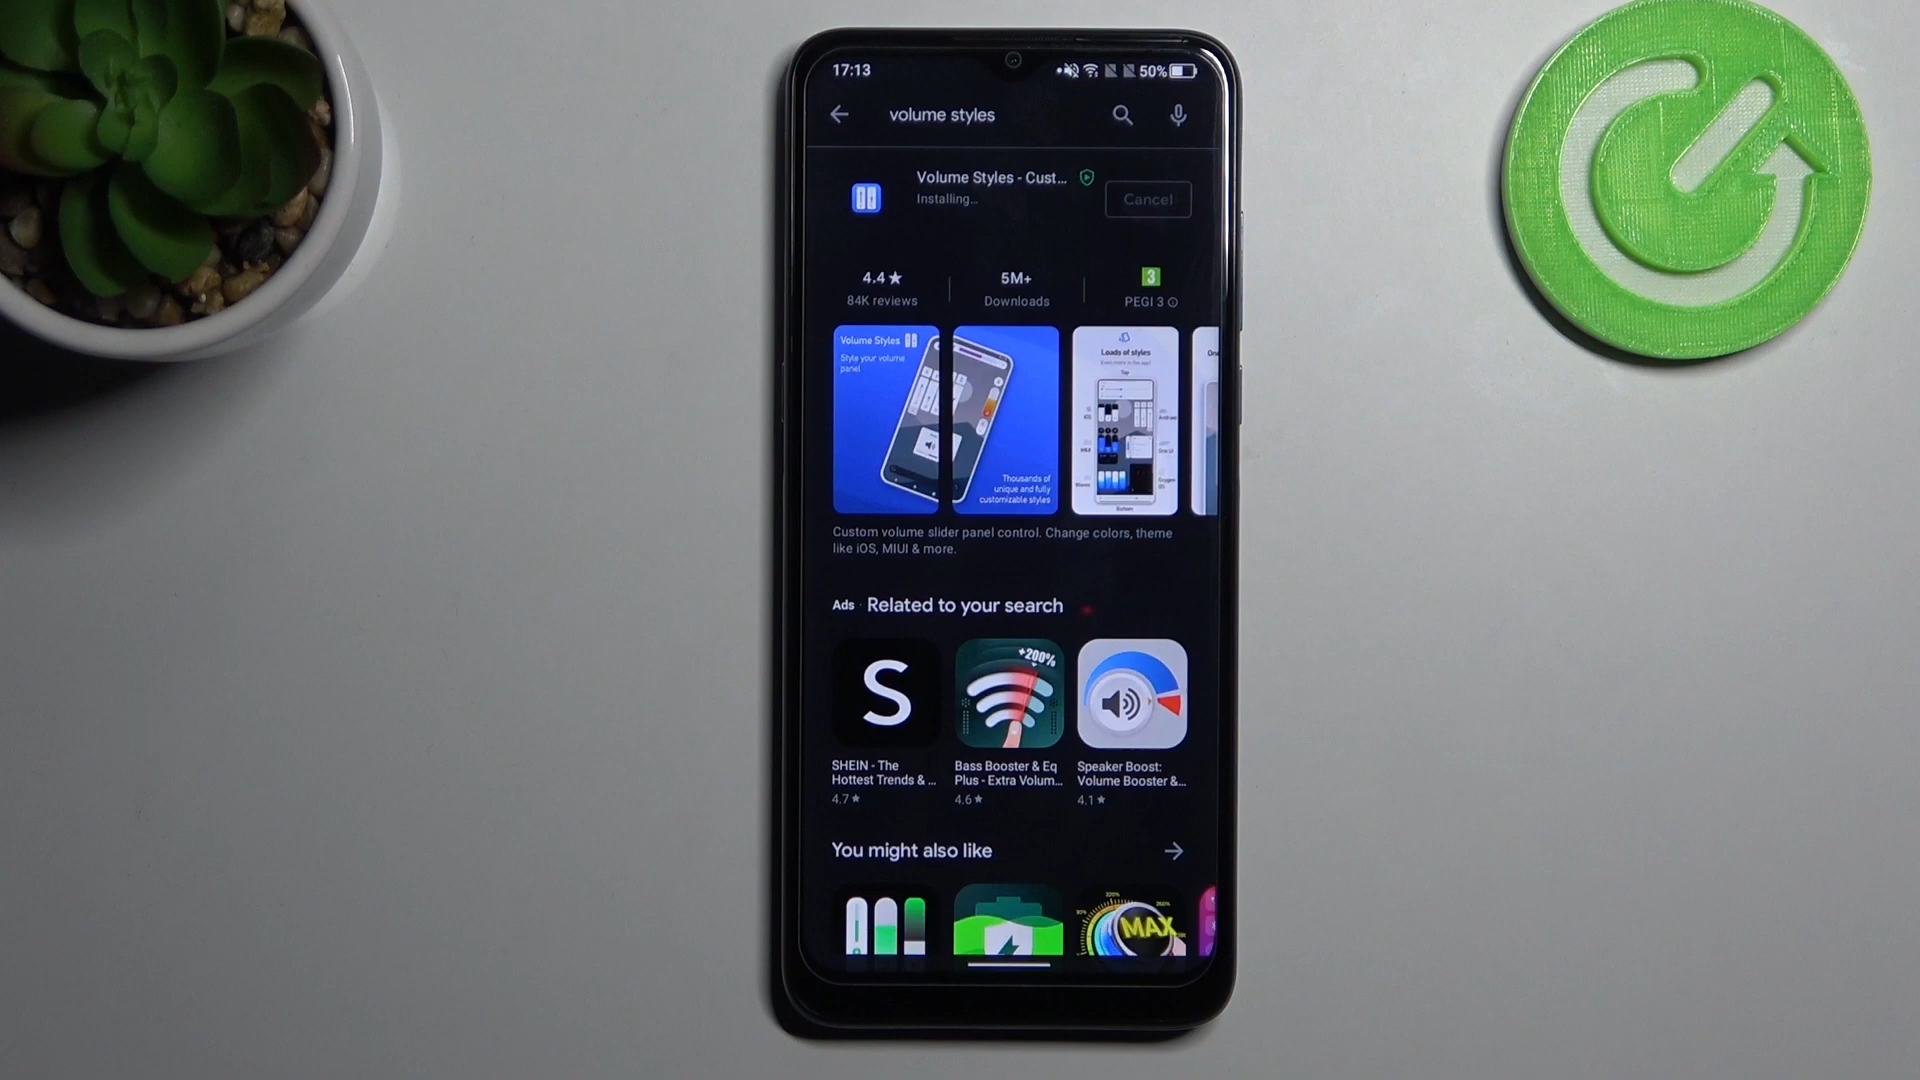 17:13
50%
volume styles
Volume Styles - Cust...
Installing...
Cancel
4.4★
84K reviews
5M+
Downloads
3
PEGI 3
Volume Styles
Style your volume
panel
Thousands of
unique and fully
customizable styles
Loads of styles
Custom volume slider panel control. Change colors, theme
like iOS, MIUI & more.
Ads · Related to your search
S
+200%
SHEIN - The
Hottest Trends & ...
4.7★
Bass Booster & Eq
Plus - Extra Volum...
4.6★
Speaker Boost:
Volume Booster &...
4.1★
You might also like
MAX